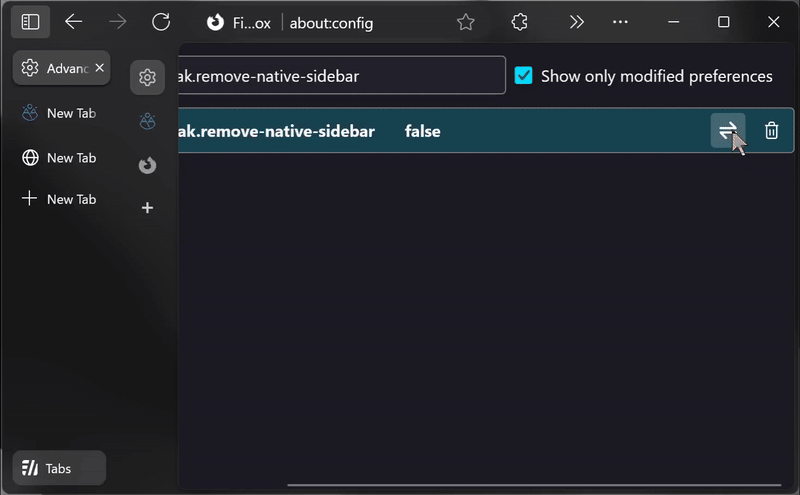 Fi...ox about:config
Advanc
ak.remove-native-sidebar
Show only modified preferences
New Tab
ak.remove-native-sidebar false
New Tab
New Tab
Tabs